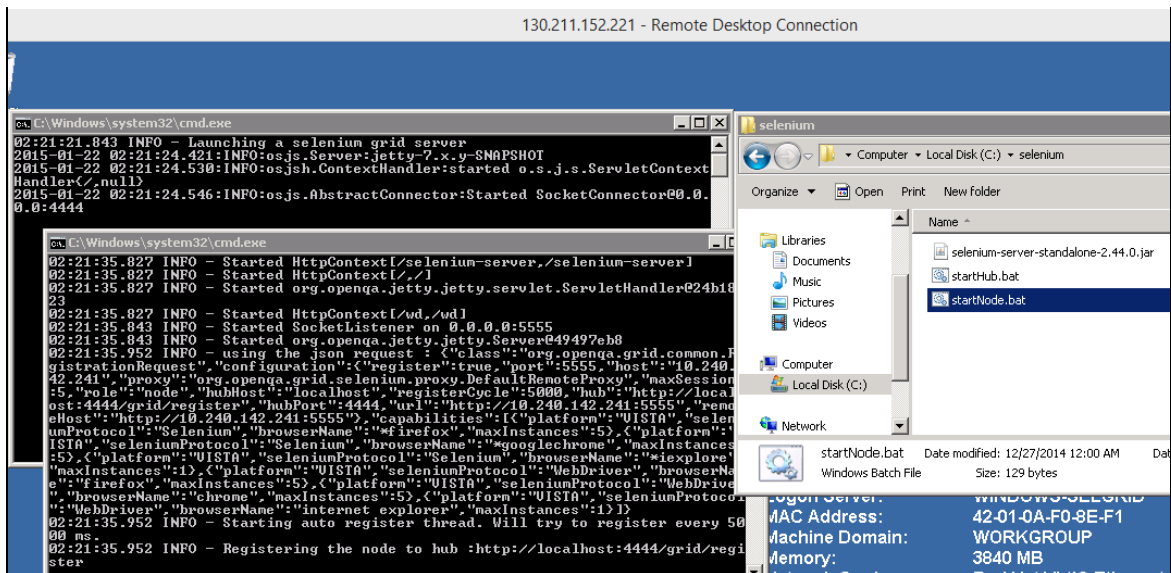 130.211.152.221 - Remote Desktop Connection
C:\Windows\system32\cmd.exe
02:21:21.843 INFO - Launching a selenium grid server
2015-01-22 02:21:24.421:INFO:osjs.Server:jetty-7.x.y-SNAPSHOT
2015-01-22 02:21:24.530:INFO:osjsh.ContextHandler:started o.s.j.s.ServletContext
Handler{/,null}
2015-01-22 02:21:24.546:INFO:osjs.AbstractConnector:Started SocketConnector@0.0.
0.0:4444
C:\Windows\system32\cmd.exe
02:21:35.827 INFO - Started HttpContext[/selenium-server,/selenium-server]
02:21:35.827 INFO - Started HttpContext[/,/]
02:21:35.827 INFO - Started org.openqa.jetty.jetty.servlet.ServletHandler@24b18
23
02:21:35.827 INFO - Started HttpContext[/wd,/wd]
02:21:35.843 INFO - Started SocketListener on 0.0.0.0:5555
02:21:35.843 INFO - Started org.openqa.jetty.jetty.Server@49497eb8
02:21:35.952 INFO - using the json request : {"class":"org.openqa.grid.common.R
gistrationRequest","configuration":{"register":true,"port":5555,"host":"10.240.
42.241","proxy":"org.openqa.grid.selenium.proxy.DefaultRemoteProxy","maxSession
:5,"role":"node","hubHost":"localhost","registerCycle":5000,"hub":"http://local
ost:4444/grid/register","hubPort":4444,"url":"http://10.240.142.241:5555","remo
eHost":"http://10.240.142.241:5555"},"capabilities":[{"platform":"VISTA","selen
umProtocol":"Selenium","browserName":"*firefox","maxInstances":5},{"platform":"
ISTA","seleniumProtocol":"Selenium","browserName":"*googlechrome","maxInstances
:5},{"platform":"VISTA","seleniumProtocol":"Selenium","browserName":"*iexplore"
"maxInstances":1},{"platform":"VISTA","seleniumProtocol":"WebDriver","browserNa
e":"firefox","maxInstances":5},{"platform":"VISTA","seleniumProtocol":"WebDrive
","browserName":"chrome","maxInstances":5},{"platform":"VISTA","seleniumProtoco
":"WebDriver","browserName":"internet explorer","maxInstances":1}]}
02:21:35.952 INFO - Starting auto register thread. Will try to register every 50
00 ms.
02:21:35.952 INFO - Registering the node to hub :http://localhost:4444/grid/regi
ster
selenium
Computer Local Disk (C:) selenium
Organize Open Print New folder
Name
Libraries
Documents
Music
Pictures
Videos
Computer
Local Disk (C:)
Network
selenium-server-standalone-2.44.0.jar
startHub.bat
startNode.bat
startNode.bat Date modified: 12/27/2014 12:00 AM Dat
Windows Batch File Size: 129 bytes
MAC Address: 42-01-0A-F0-8E-F1
Machine Domain: WORKGROUP
Memory: 3840 MB